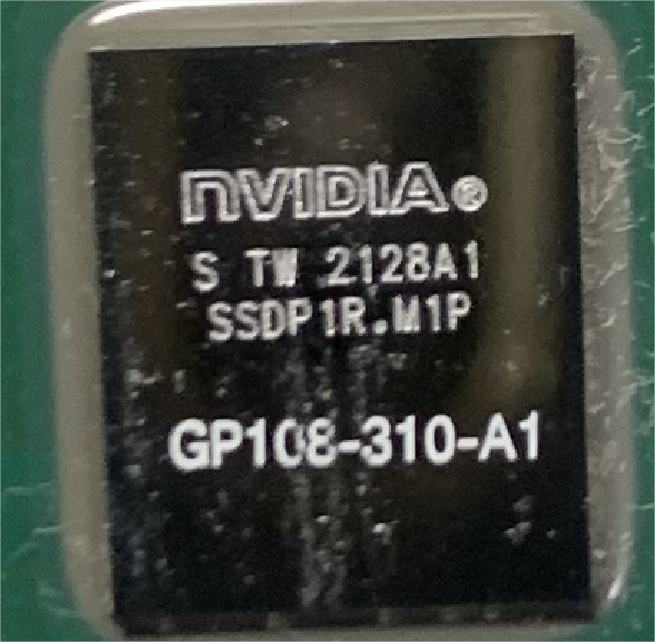 NVIDIA®
S TW 2128A1
SSDP1R.M1P
GP108-310-A1